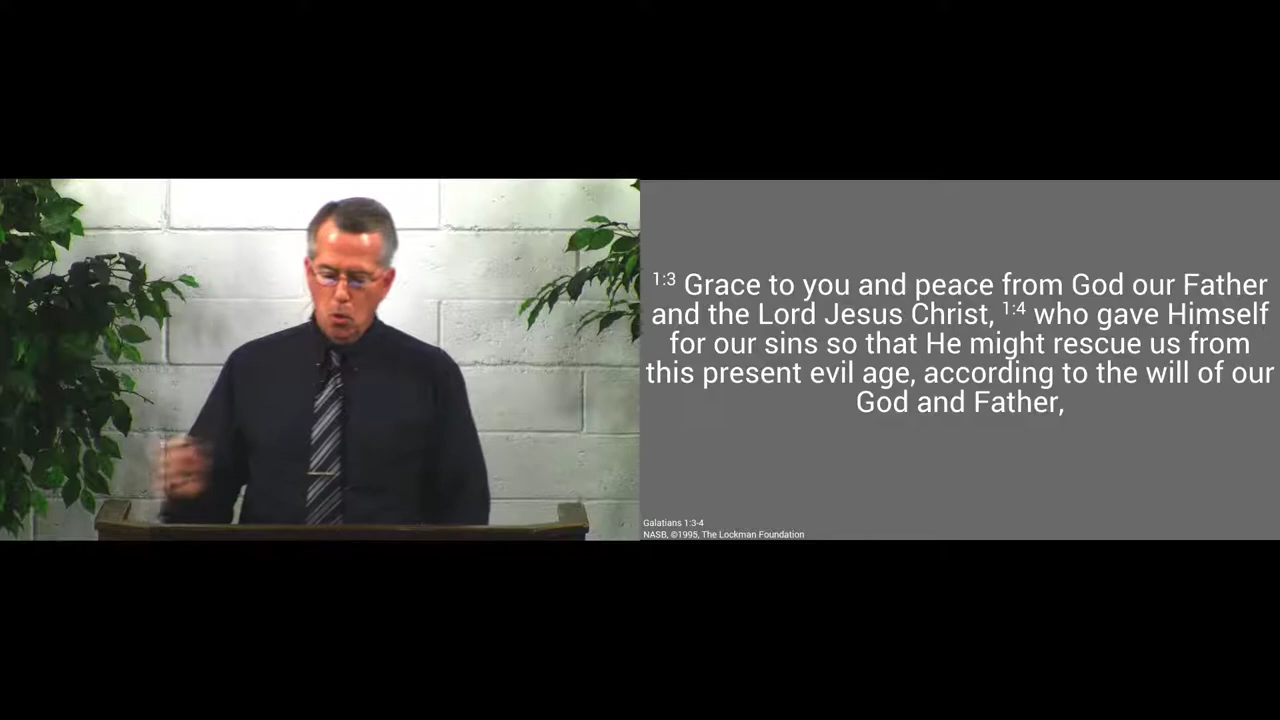 1:3 Grace to you and peace from God our Father
and the Lord Jesus Christ, 1:4 who gave Himself
for our sins so that He might rescue us from
this present evil age, according to the will of our
God and Father,
Galatians 1:3-4
NASB, ©1995, The Lockman Foundation